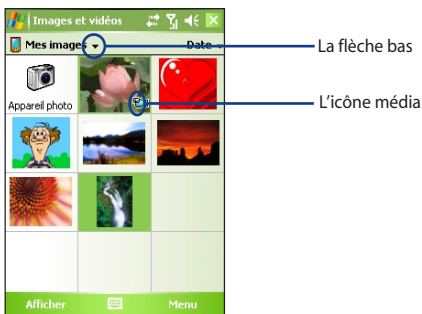 Images et vidéos
Mes images
Date
La flèche bas
L'icône média
Appareil photo
Afficher
Menu